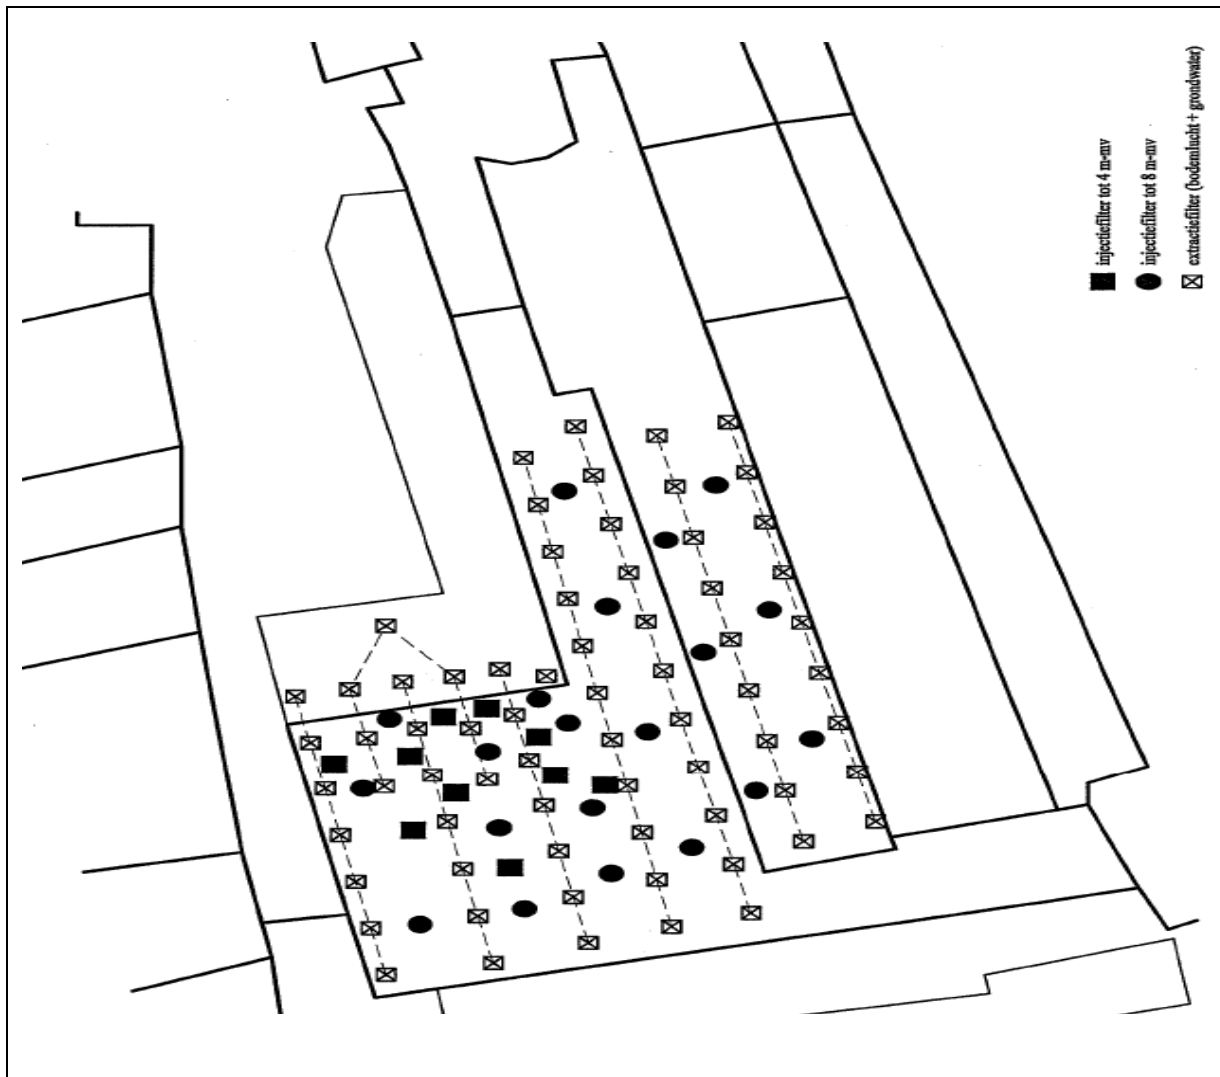 injectiefilter tot 4 m-mv
injectiefilter tot 8 m-mv
extractiefilter (bodemlucht + grondwater)